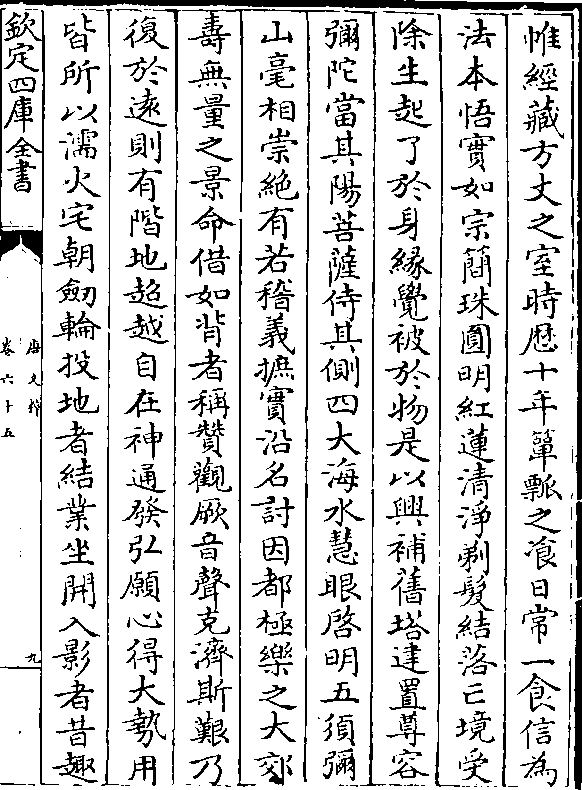 惟經藏方丈之室時歴十年簞瓢之飡日常一食信為
法本悟實如宗蕳珠圓明紅蓮清淨剃髮結落亡境受
除生起了於身緣覺被於物是以興補舊塔建置尊容
彌陀當其陽菩薩侍其側四大海水慧眼啓明五須彌
山毫相崇絶有若稽義摭實沿名討因都極樂之大郊
壽無量之景命借如背者稱贊觀厥音聲克濟斯艱乃
復於遠則有階地超越自在神通發弘願心得大勢用
皆所以濡火宅朝劒輪投地者結業坐開入影者昔趣
欽定四庫全書
唐文粹
卷六十五
九